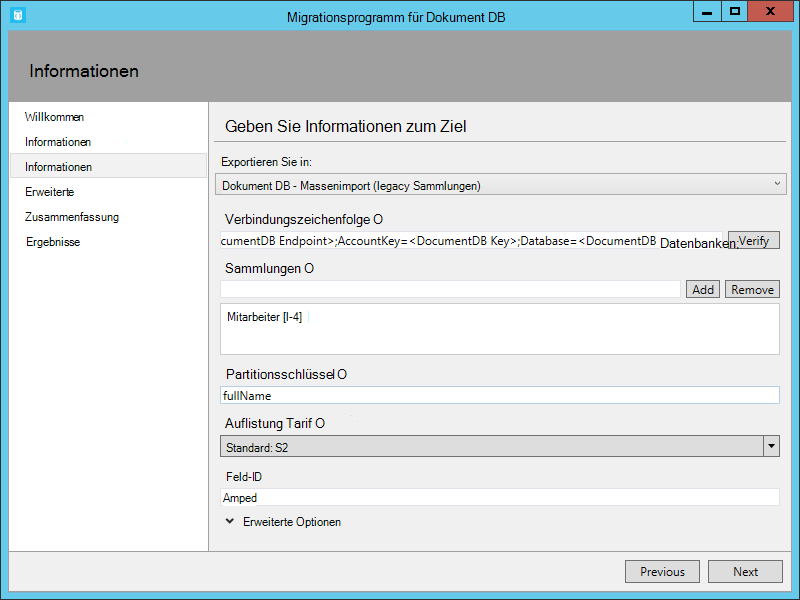 Migrationsprogramm für Dokument DB
Informationen
Willkommen
Informationen
Informationen
Erweiterte
Zusammenfassung
Ergebnisse
Geben Sie Informationen zum Ziel
Exportieren Sie in:
Dokument DB - Massenimport (legacy Sammlungen)
Verbindungszeichenfolge O
cumentDB Endpoint>;AccountKey=<DocumentDB Key>;Database=<DocumentDB Datenbanken; Verify
Sammlungen O
Add Remove
Mitarbeiter [I-4]
Partitionsschlüssel O
fullName
Auflistung Tarif O
Standard: S2
Feld-ID
Amped
Erweiterte Optionen
Previous Next